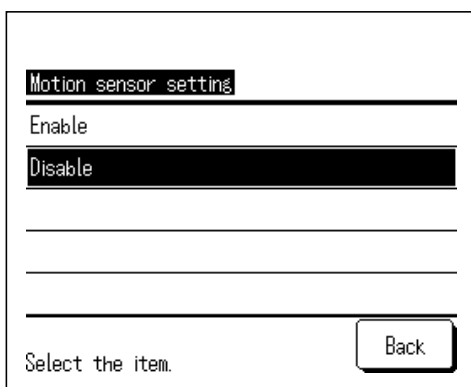 Motion sensor setting
Enable
Disable
Select the item.
Back